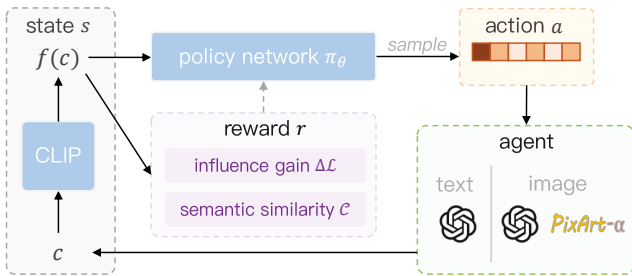 state s
f(c)
CLIP
c
policy network πθ
sample
action a
reward r
influence gain Δℒ
semantic similarity 𝒞
agent
text
image
PixArt-α